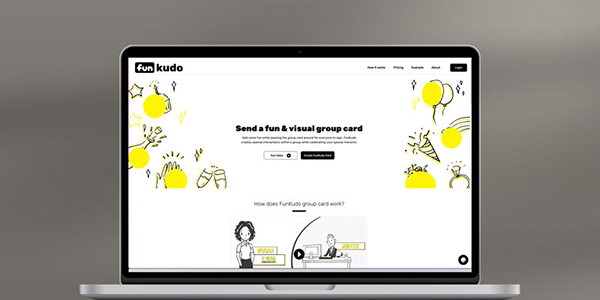 fun kudo
How it works Pricing Example About Login
Send a fun & visual group card
Add some fun while passing the group card around for everyone to sign. FunKudo
creates special interactions within a group while celebrating your special moments.
See Video Create FunKudo Card
How does FunKudo group card work?